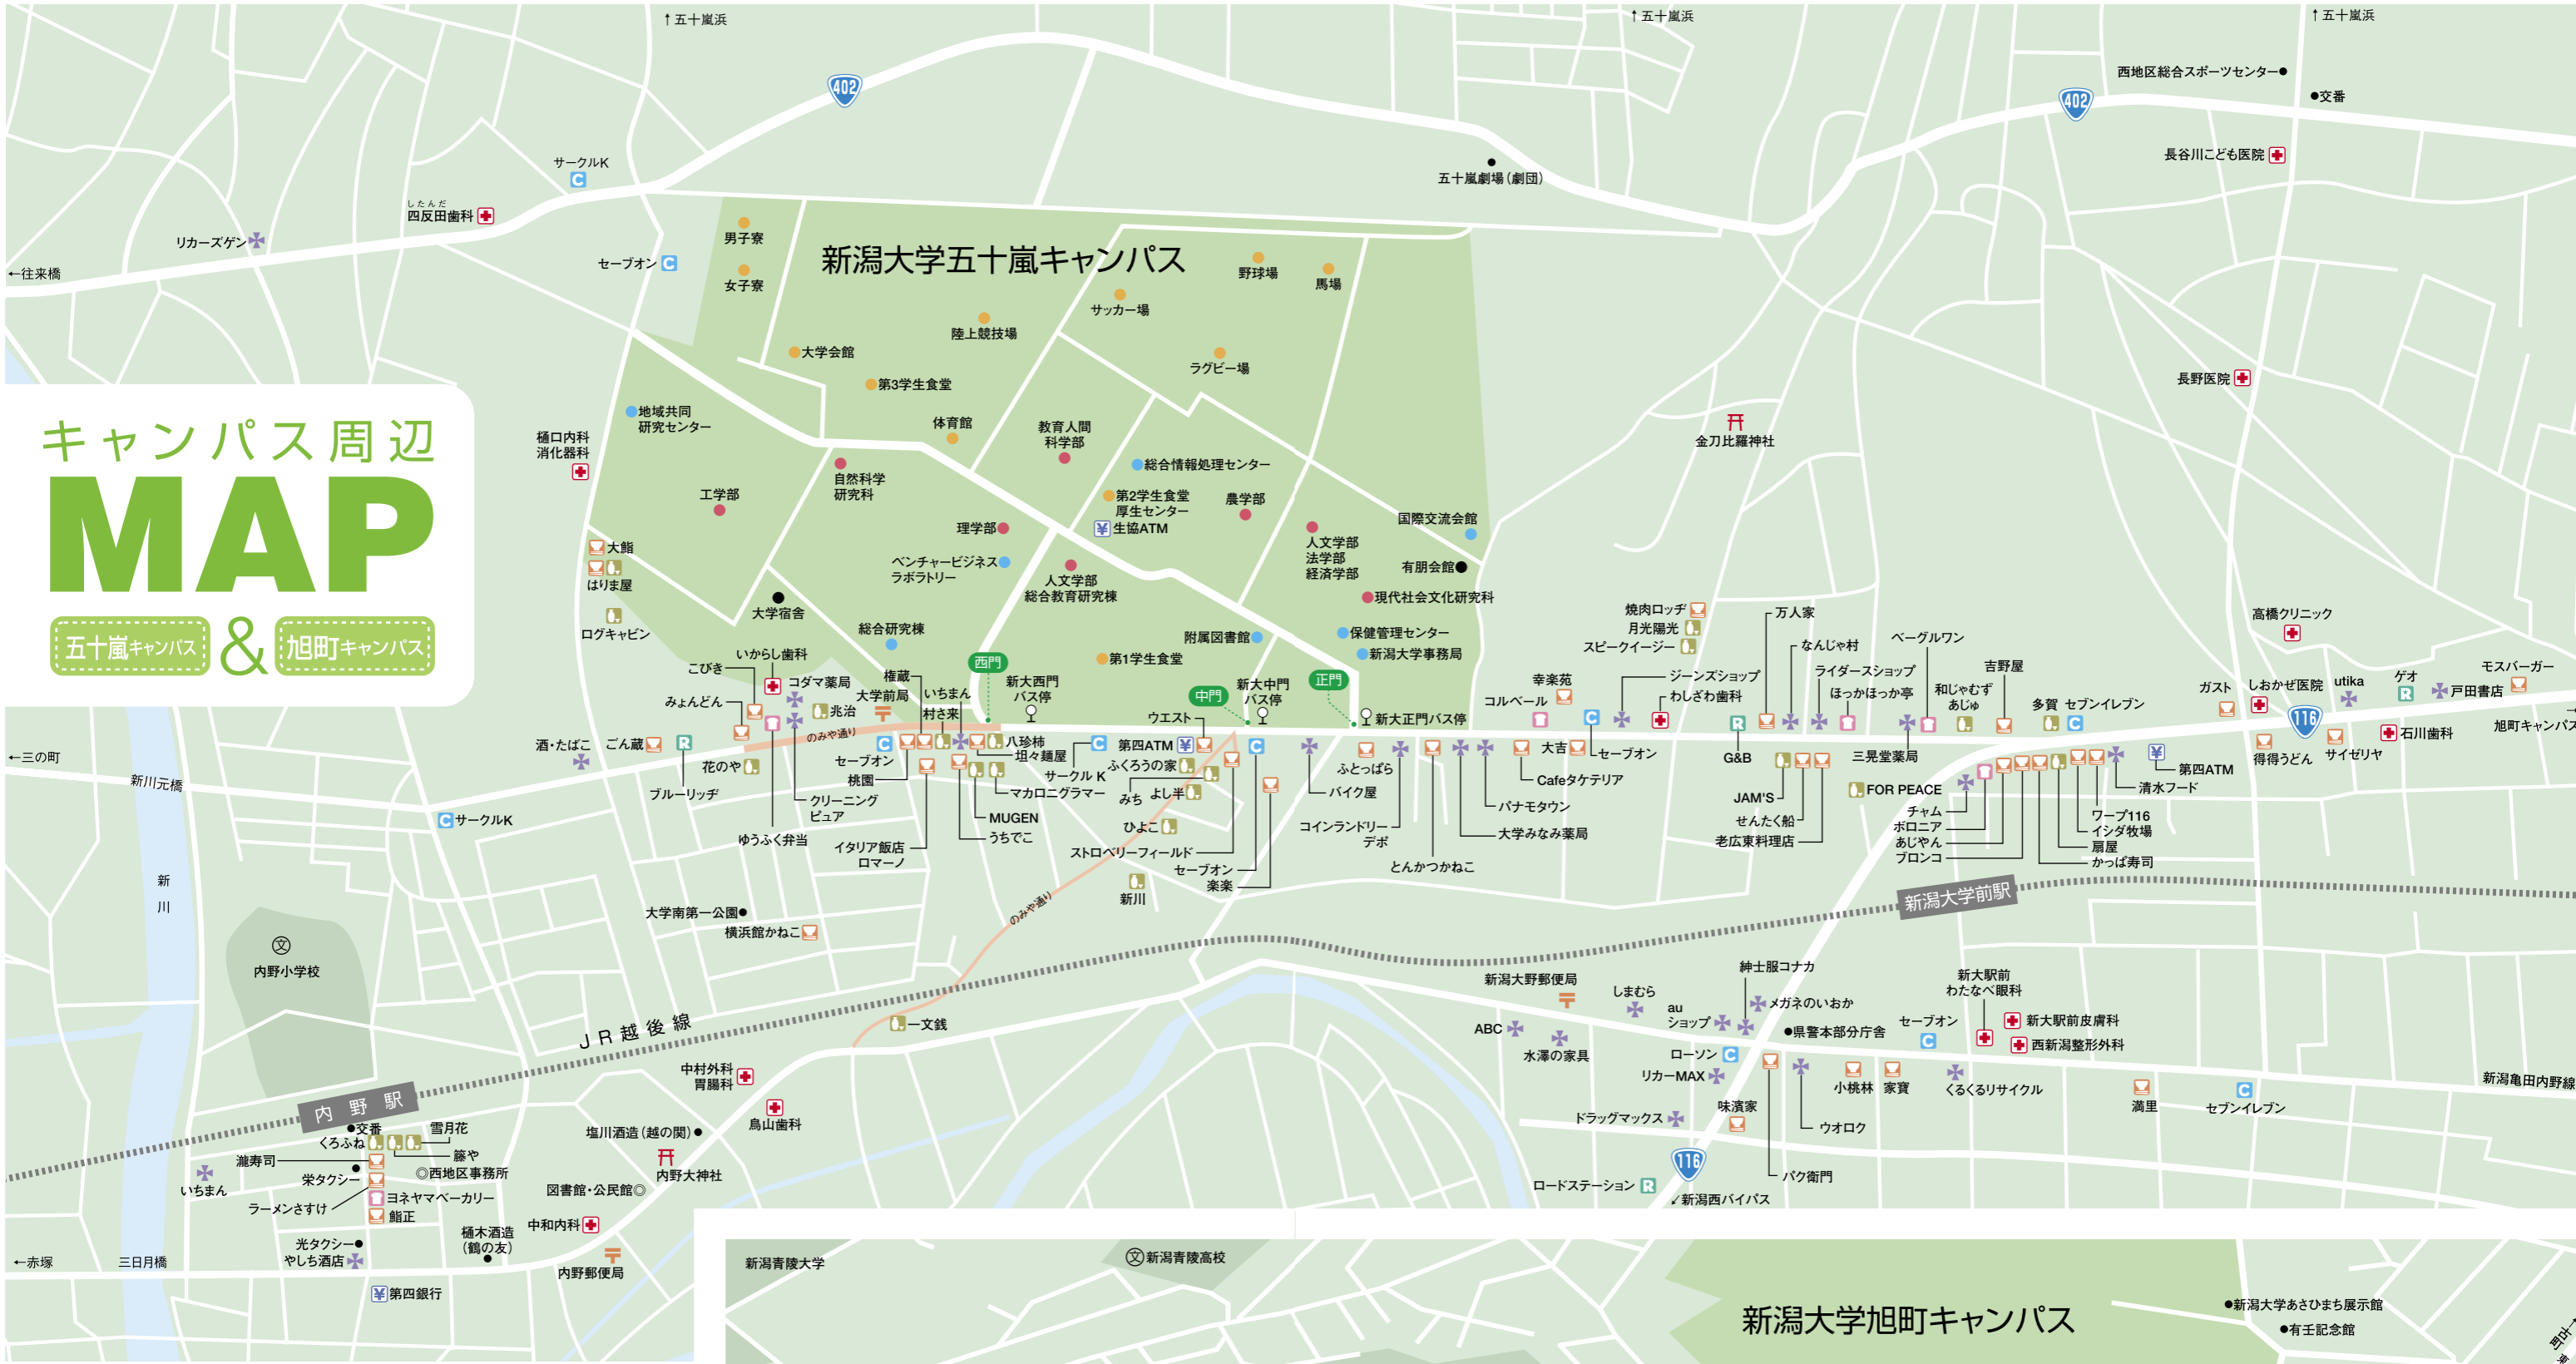 ↑五十嵐浜
↑五十嵐浜
↑五十嵐浜
402
402
西地区総合スポーツセンター
交番
長谷川こども医院
五十嵐劇場(劇団)
サークルK
したんだ
四反田歯科
リカーズゲン
←往来橋
セーブオン
男子寮
女子寮
新潟大学五十嵐キャンパス
野球場
馬場
サッカー場
陸上競技場
大学会館
ラグビー場
第3学生食堂
長野医院
キャンパス周辺
MAP
五十嵐キャンパス
&
旭町キャンパス
地域共同
研究センター
樋口内科
消化器科
体育館
教育人間
科学部
金刀比羅神社
総合情報処理センター
自然科学
研究科
工学部
第2学生食堂
厚生センター
生協ATM
農学部
理学部
国際交流会館
人文学部
法学部
経済学部
有朋会館
ベンチャービジネス
ラボラトリー
人文学部
総合教育研究棟
現代社会文化研究科
大鮨
はりま屋
ログキャビン
大学宿舎
総合研究棟
附属図書館
保健管理センター
新潟大学事務局
第1学生食堂
焼肉ロッヂ
月光陽光
スピークイージー
万人家
なんじゃ村
ベーグルワン
高橋クリニック
いからし歯科
こびき
コダマ薬局
権蔵
大学前局
いちまん
村さ来
西門
新大西門
バス停
中門
新大中門
バス停
正門
新大正門バス停
幸楽苑
コルベール
ジーンズショップ
わしざわ歯科
ライダースショップ
ほっかほっか亭
和じゃむず
あじゅ
吉野屋
多賀
セブンイレブン
ガスト
しおかぜ医院
utika
ゲオ
戸田書店
モスバーガー
みょんどん
兆治
ウエスト
116
旭町キャンパス
石川歯科
←三の町
新川元橋
酒・たばこ
ごん蔵
のみや通り
花のや
ブルーリッヂ
セーブオン
桃園
八珍柿
坦々麺屋
サークル K
マカロニグラマー
第四ATM
ふくろうの家
みち
よし半
ふとっぱら
バイク屋
大吉
セーブオン
Cafeタケテリア
G&B
三晃堂薬局
得得うどん
サイゼリヤ
第四ATM
清水フード
FOR PEACE
JAM'S
せんたく船
老広東料理店
チャム
ボロニア
あじやん
ブロンコ
ワープ116
イシダ牧場
扇屋
かっぱ寿司
サークルK
クリーニング
ピュア
ゆうふく弁当
イタリア飯店
ロマーノ
MUGEN
うちでこ
ひよこ
ストロベリーフィールド
セーブオン
楽楽
コインランドリー
デポ
パナモタウン
大学みなみ薬局
とんかつかねこ
新川
新川
新潟大学前駅
のみや通り
大学南第一公園
横浜館かねこ
文
内野小学校
新潟大野郵便局
しまむら
紳士服コナカ
メガネのいおか
新大駅前
わたなべ眼科
新大駅前皮膚科
西新潟整形外科
JR越後線
一文銭
ABC
水澤の家具
au
ショップ
県警本部分庁舎
セーブオン
ローソン
リカーMAX
小桃林
家寶
くるくるリサイクル
満里
セブンイレブン
新潟亀田内野線
中村外科
胃腸科
鳥山歯科
内野駅
ドラッグマックス
味濱家
ウオロク
交番
くろふね
雪月花
籐や
瀧寿司
◎西地区事務所
塩川酒造(越の関)
内野大神社
116
パク衛門
いちまん
栄タクシー
ヨネヤマベーカリー
図書館・公民館◎
ロードステーション
↙新潟西バイパス
ラーメンさすけ
鮨正
中和内科
樋木酒造
(鶴の友)
光タクシー
やしち酒店
←赤塚
三日月橋
内野郵便局
第四銀行
新潟青陵大学
文
新潟青陵高校
新潟大学旭町キャンパス
新潟大学あさひまち展示館
有壬記念館